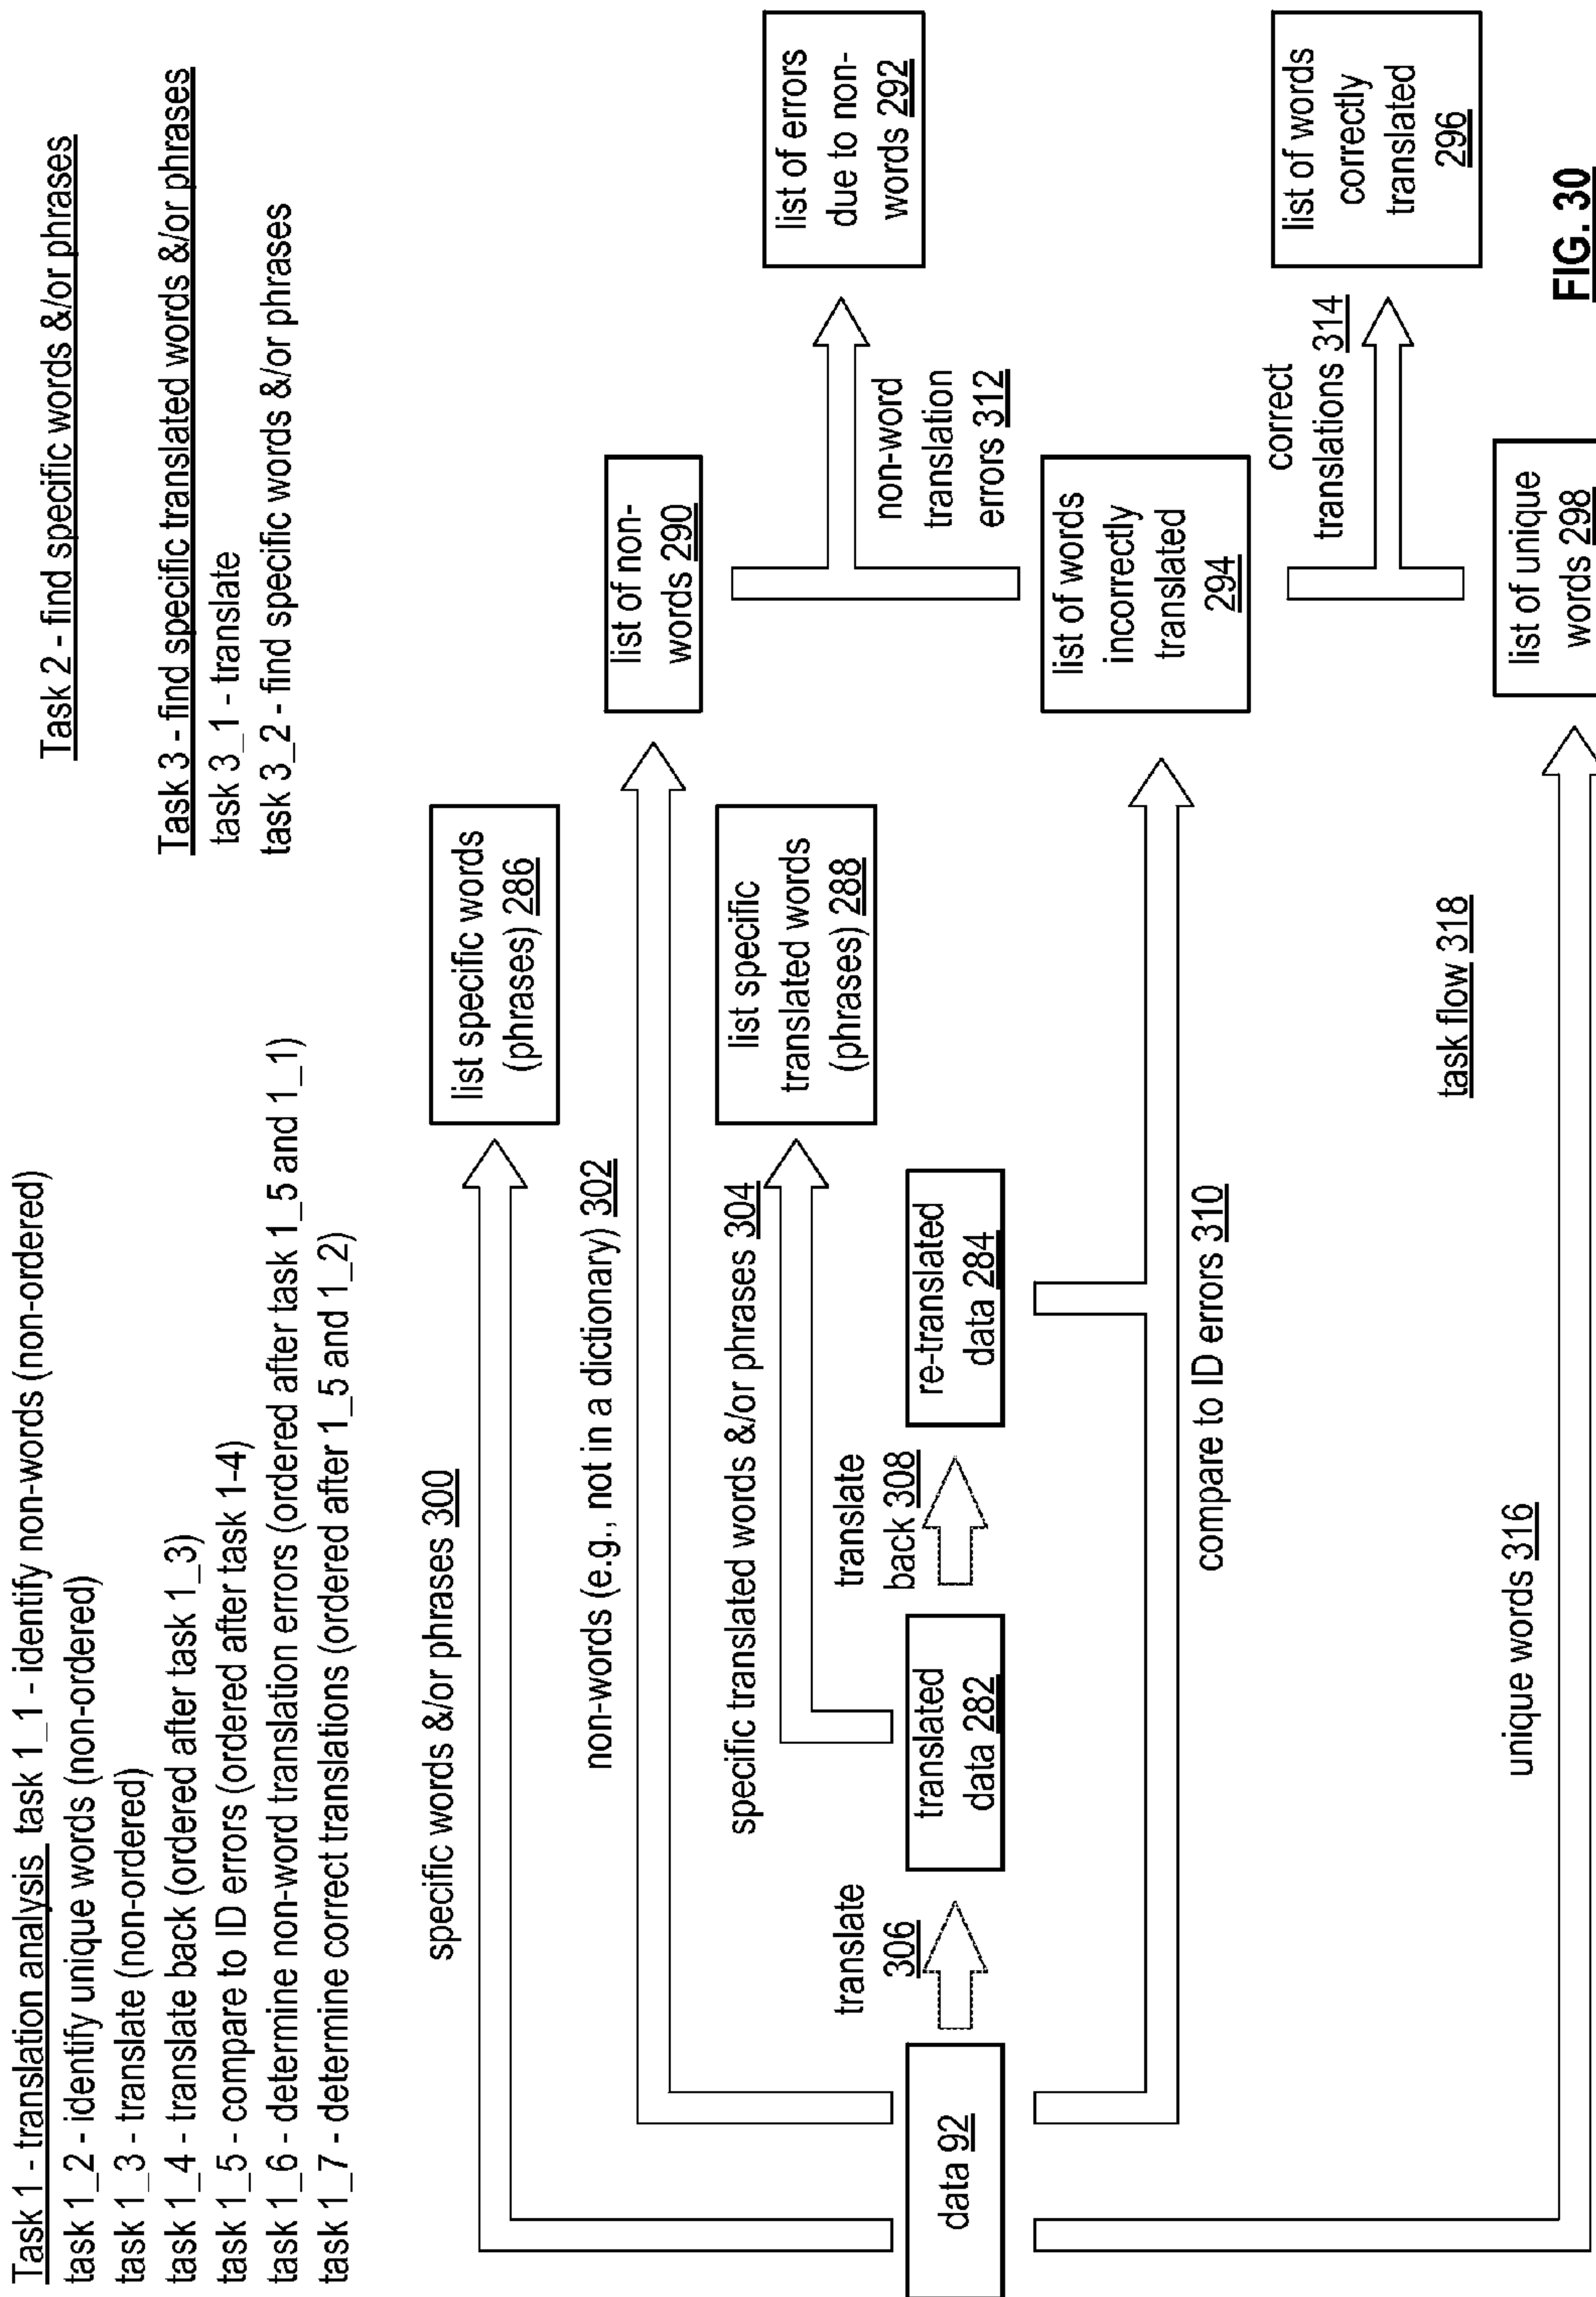 Task 1 - translation analysis  task 1_1 - identify non-words (non-ordered)
task 1_2 - identify unique words (non-ordered)
task 1_3 - translate (non-ordered)
task 1_4 - translate back (ordered after task 1_3)
task 1_5 - compare to ID errors (ordered after task 1-4)
task 1_6 - determine non-word translation errors (ordered after task 1_5 and 1_1)
task 1_7 - determine correct translations (ordered after 1_5 and 1_2)
Task 2 - find specific words &/or phrases
Task 3 - find specific translated words &/or phrases
task 3_1 - translate
task 3_2 - find specific words &/or phrases
specific words &/or phrases 300
list specific words
(phrases) 286
non-words (e.g., not in a dictionary) 302
list of non-
words 290
specific translated words &/or phrases 304
list specific
translated words
(phrases) 288
list of errors
due to non-
words 292
data 92
translate
306
translated
data 282
translate
back 308
re-translated
data 284
non-word
translation
errors 312
compare to ID errors 310
list of words
incorrectly
translated
294
correct
translations 314
list of words
correctly
translated
296
unique words 316
task flow 318
list of unique
words 298
FIG. 30